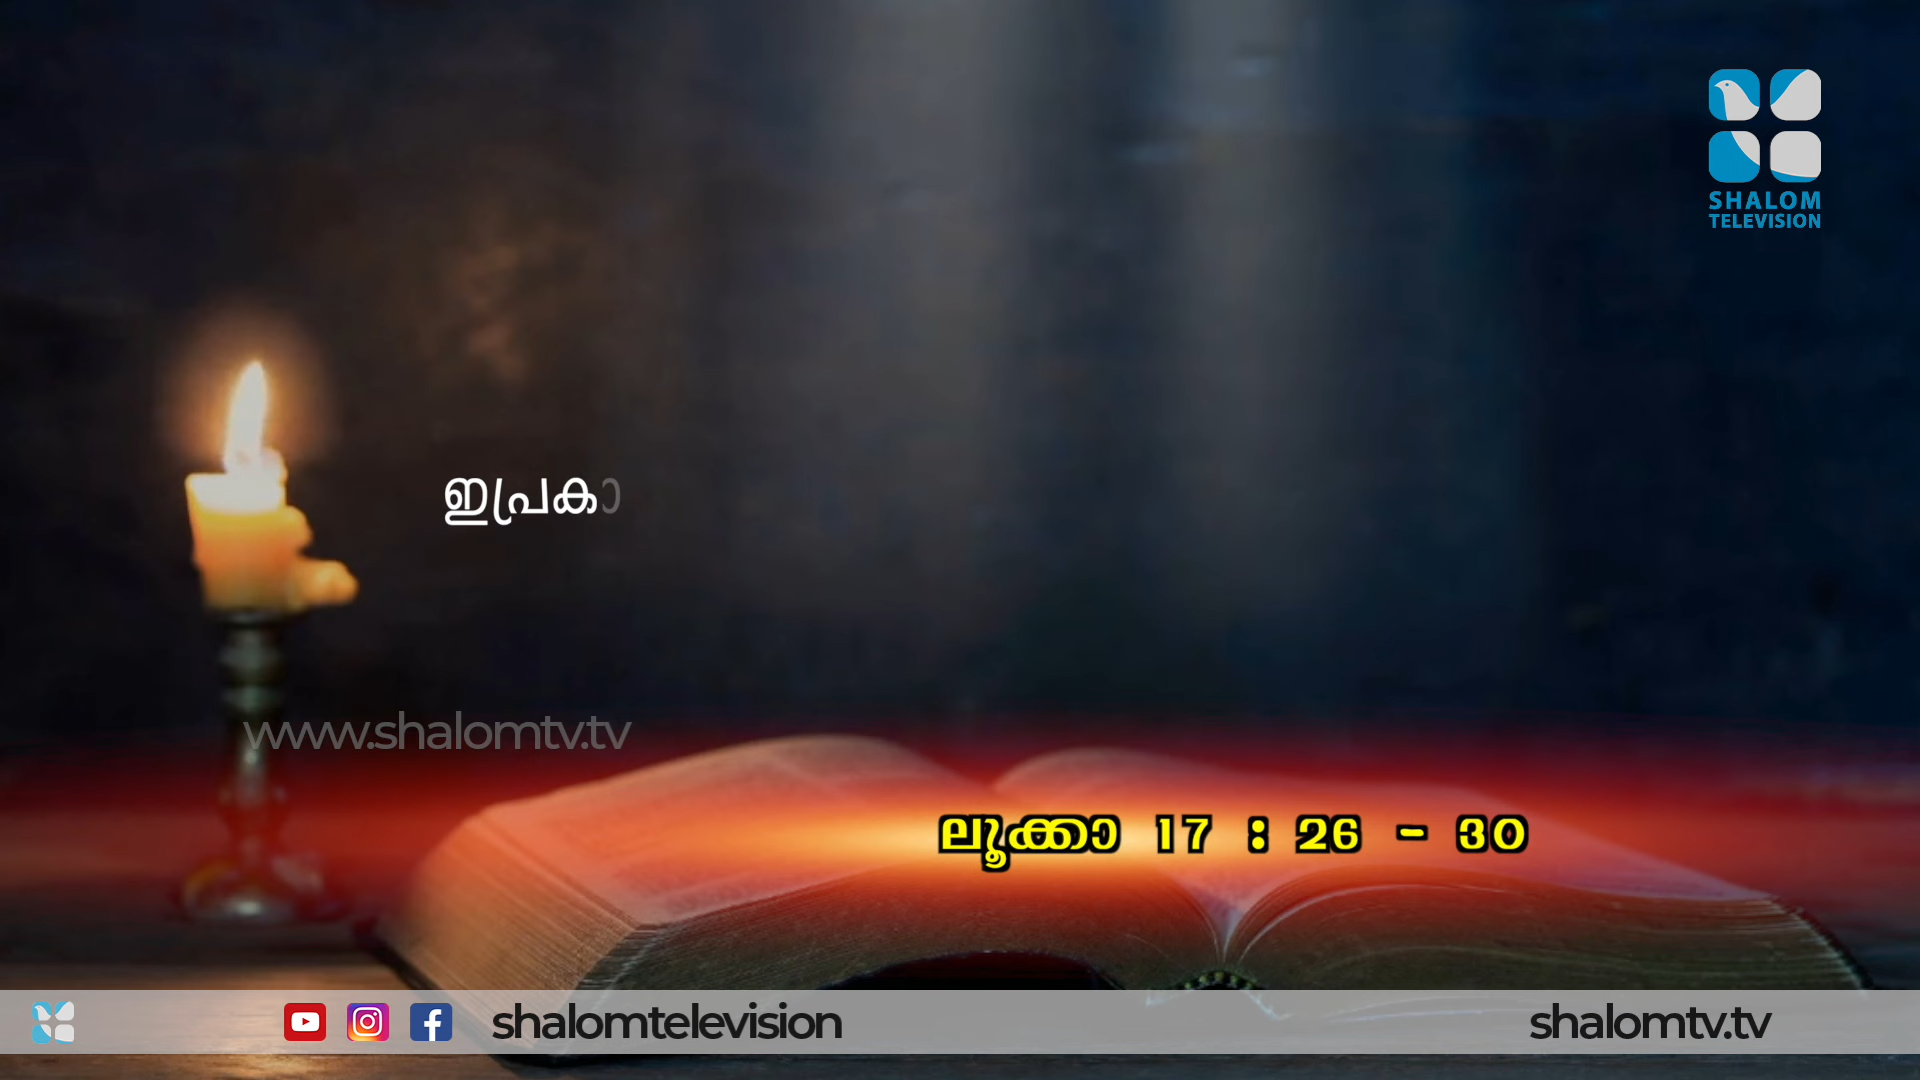 SHALOM
TELEVISION
ഇപ്രകാ
www.shalomtv.tv
ലൂക്കാ 17 : 26 - 30
shalomtelevision
shalomtv.tv